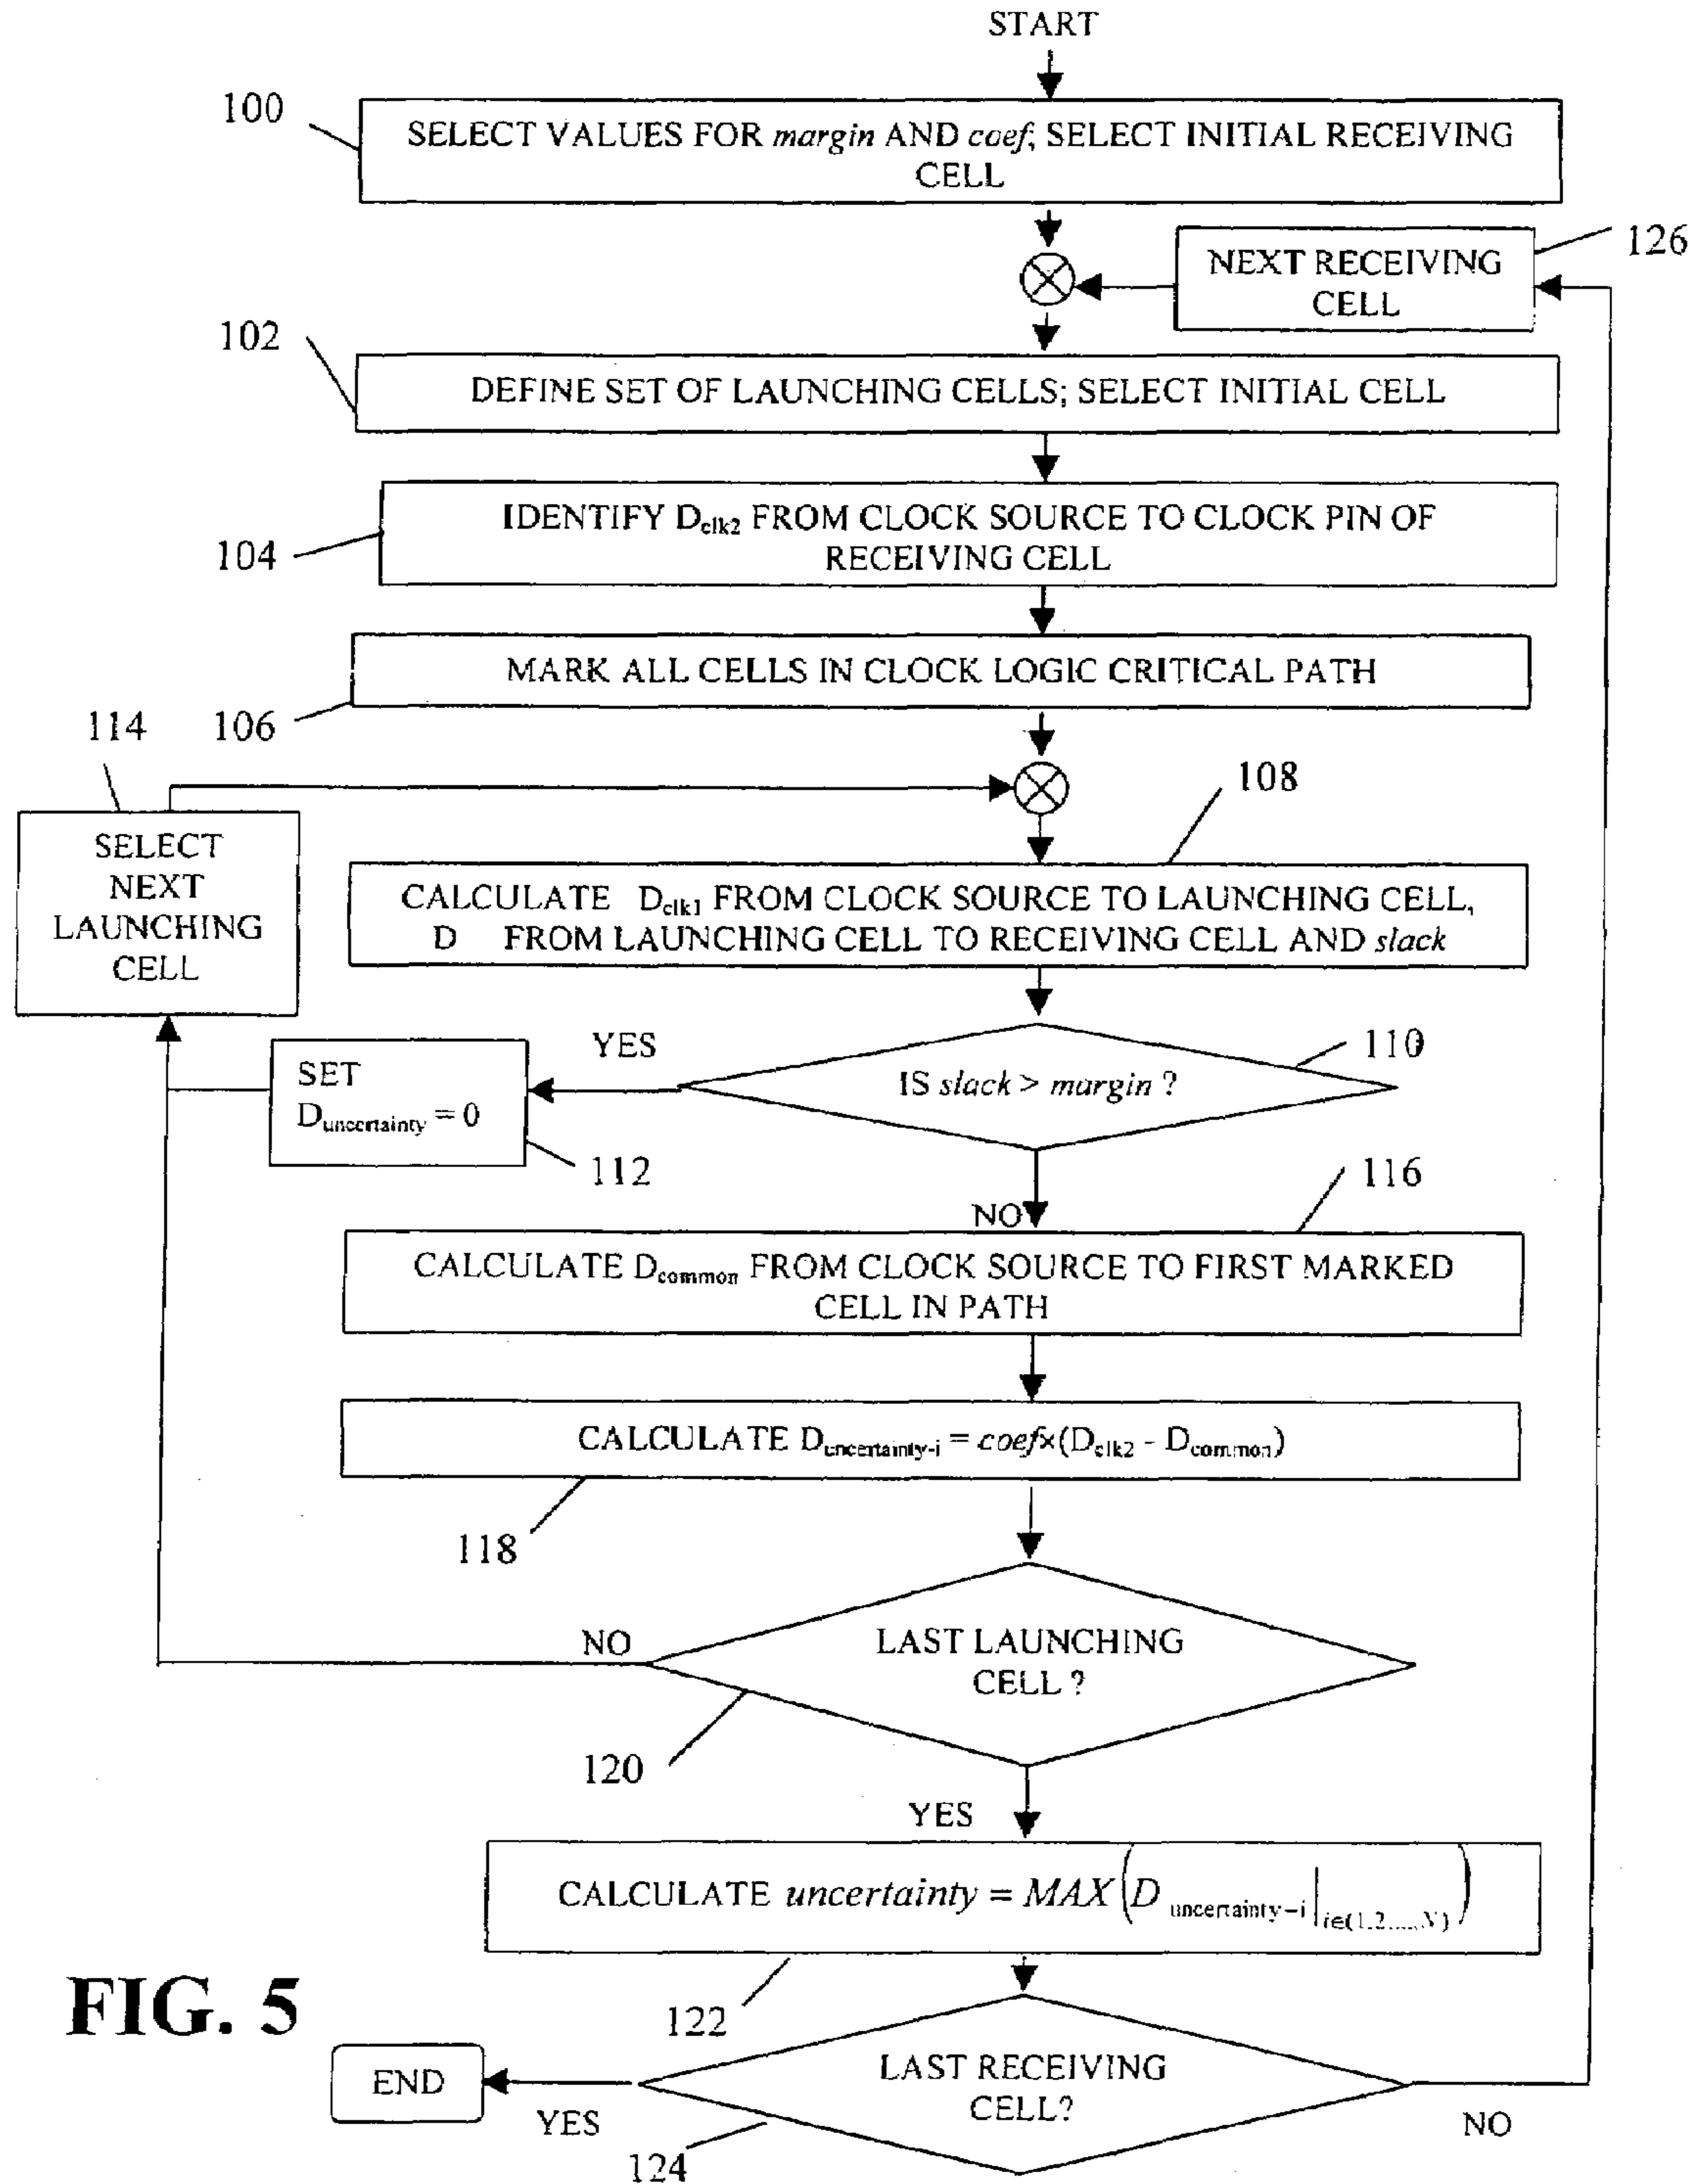 START
100
SELECT VALUES FOR margin AND coef; SELECT INITIAL RECEIVING
CELL
126
NEXT RECEIVING
CELL
102
DEFINE SET OF LAUNCHING CELLS; SELECT INITIAL CELL
104
IDENTIFY Dclk2 FROM CLOCK SOURCE TO CLOCK PIN OF
RECEIVING CELL
106
MARK ALL CELLS IN CLOCK LOGIC CRITICAL PATH
114
SELECT
NEXT
LAUNCHING
CELL
108
CALCULATE Dclk1 FROM CLOCK SOURCE TO LAUNCHING CELL,
D FROM LAUNCHING CELL TO RECEIVING CELL AND slack
110
IS slack > margin ?
YES
SET
Duncertainty = 0
112
NO
116
CALCULATE Dcommon FROM CLOCK SOURCE TO FIRST MARKED
CELL IN PATH
CALCULATE Duncertainty-i = coef×(Dclk2 - Dcommon)
118
LAST LAUNCHING
CELL ?
NO
120
YES
CALCULATE uncertainty = MAX(D uncertainty–i |i∈(1,2,...,N))
122
FIG. 5
LAST RECEIVING
CELL?
END
YES
NO
124